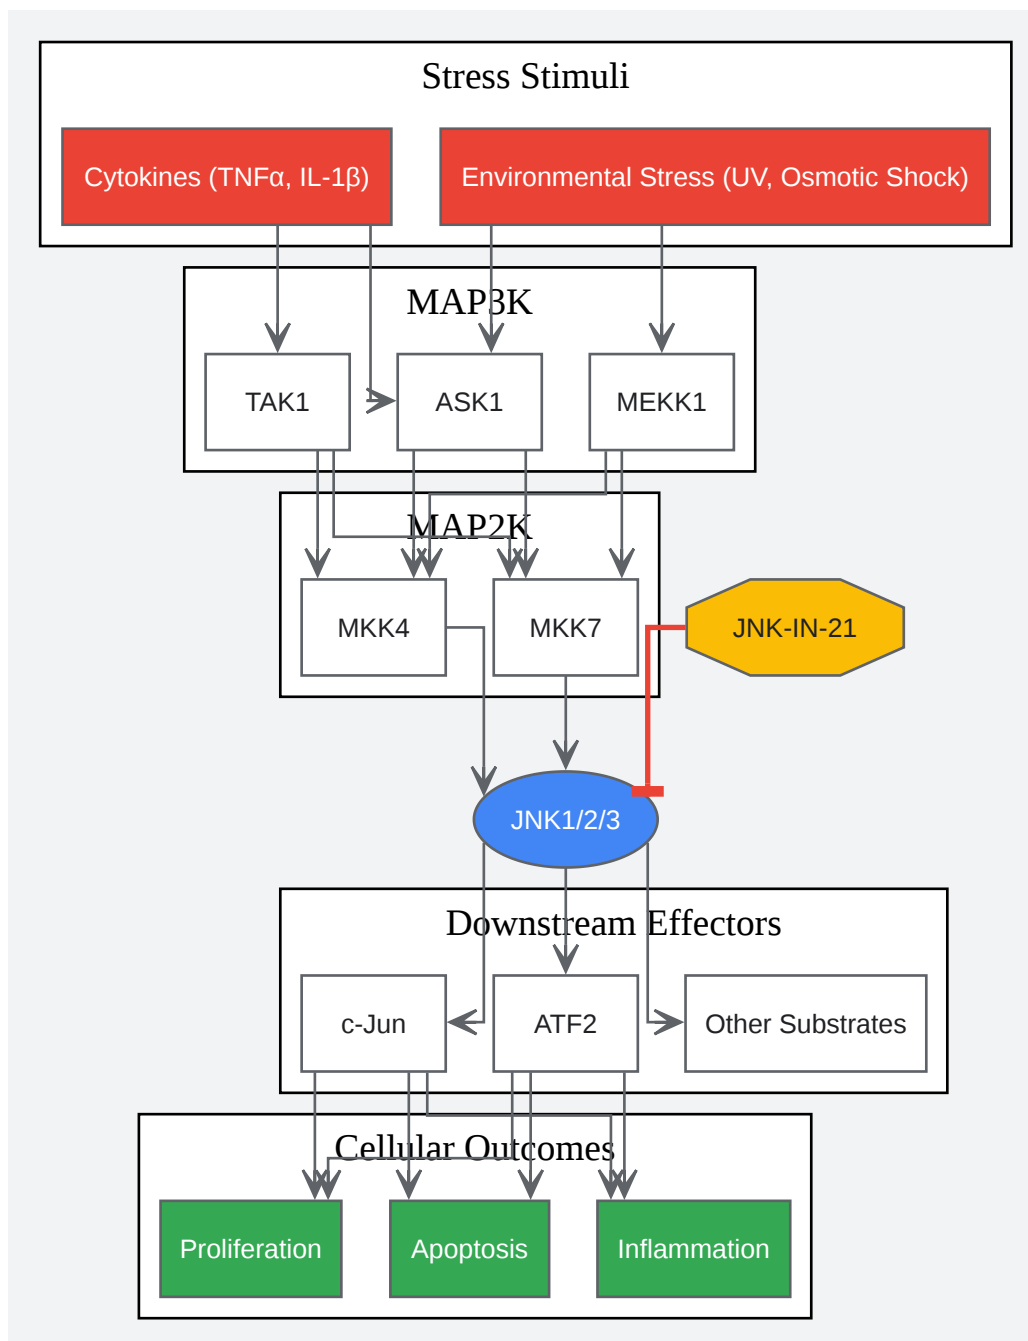 Stress Stimuli
Cytokines (TNFα, IL-1β)
Environmental Stress (UV, Osmotic Shock)
MAP3K
TAK1
ASK1
MEKK1
MAP2K
MKK4
MKK7
JNK-IN-21
JNK1/2/3
Downstream Effectors
c-Jun
ATF2
Other Substrates
Cellular Outcomes
Proliferation
Apoptosis
Inflammation